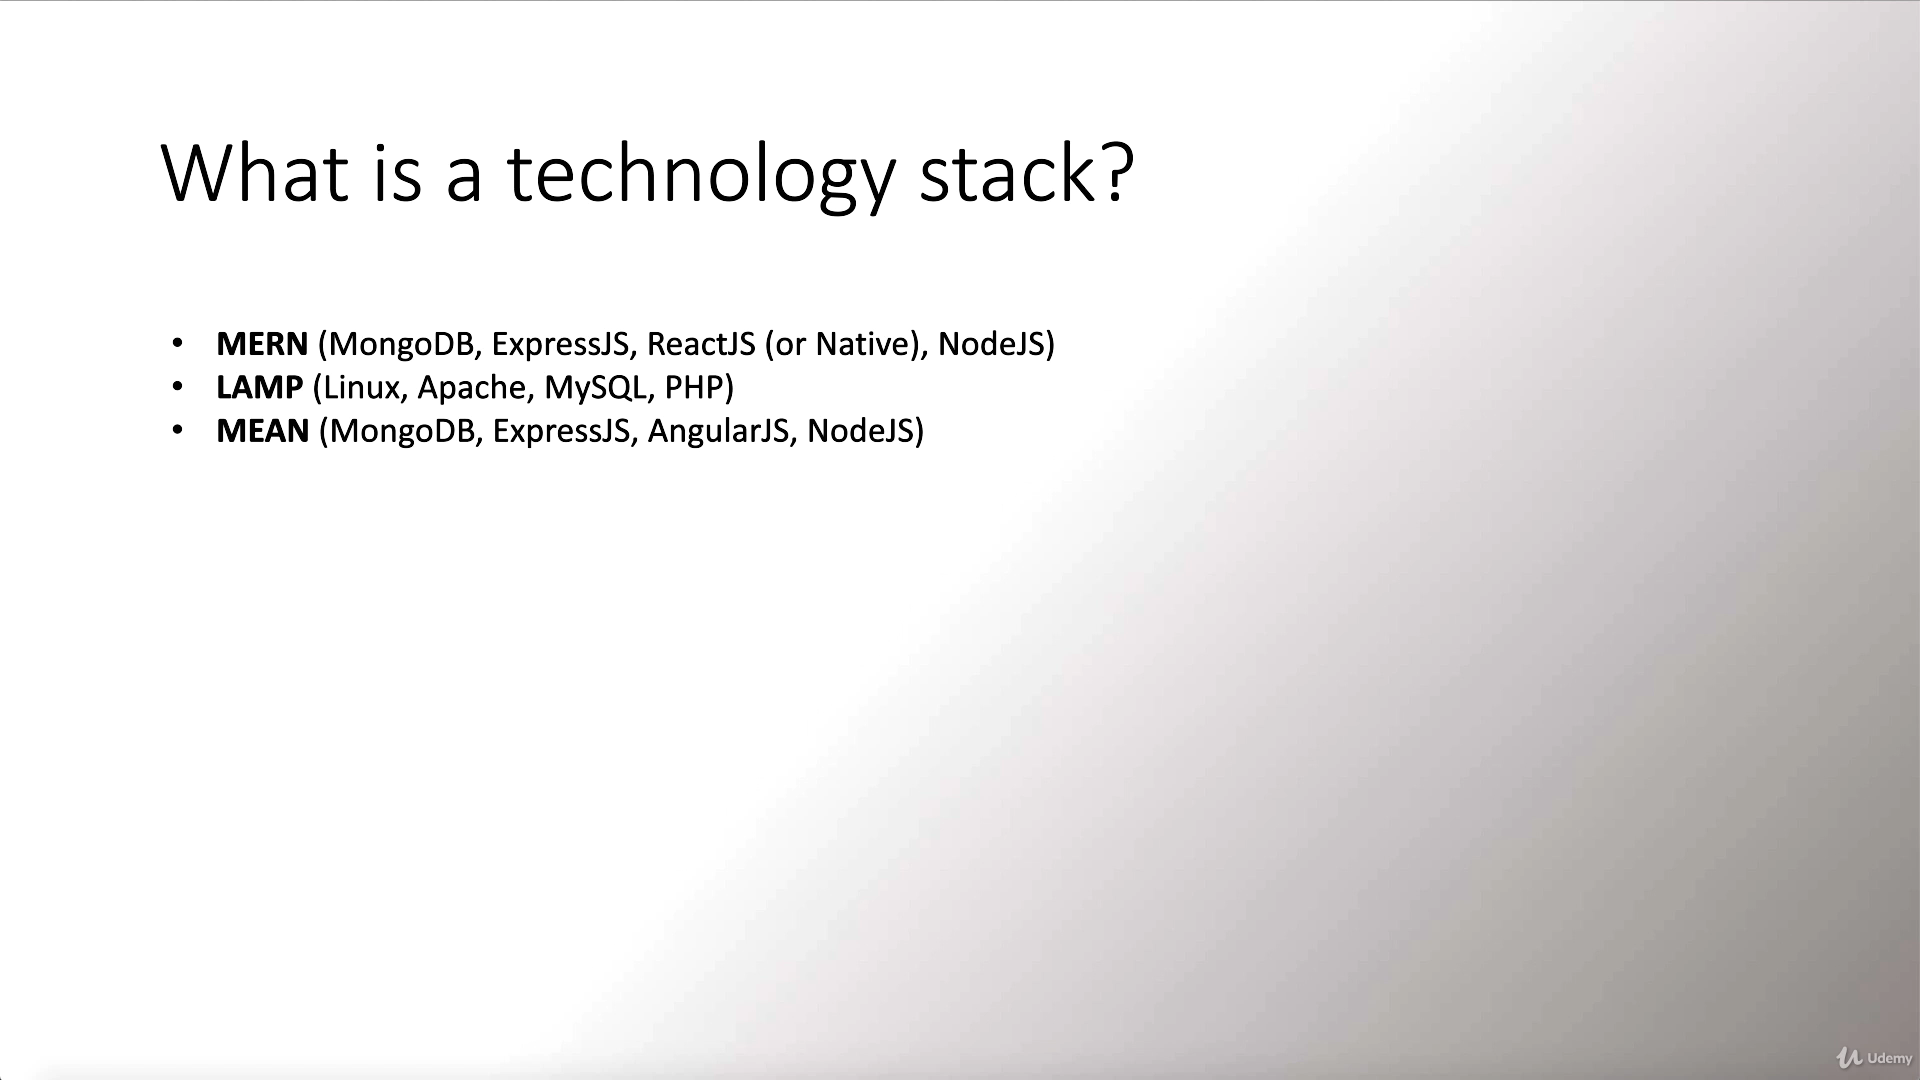 What is a technology stack?
• MERN (MongoDB, ExpressJS, ReactJS (or Native), NodeJS)
• LAMP (Linux, Apache, MySQL, PHP)
• MEAN (MongoDB, ExpressJS, AngularJS, NodeJS)
Udemy